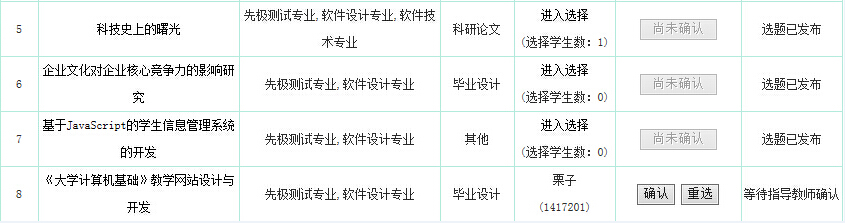 5 科技史上的曙光 先极测试专业,软件设计专业,软件技术专业 科研论文 进入选择 (选择学生数：1) 尚未确认 选题已发布
6 企业文化对企业核心竞争力的影响研究 先极测试专业,软件设计专业 毕业设计 进入选择 (选择学生数：0) 尚未确认 选题已发布
7 基于JavaScript的学生信息管理系统的开发 先极测试专业,软件设计专业 其他 进入选择 (选择学生数：0) 尚未确认 选题已发布
8 《大学计算机基础》教学网站设计与开发 先极测试专业,软件设计专业 毕业设计 栗子 (1417201) 确认 重选 等待指导教师确认